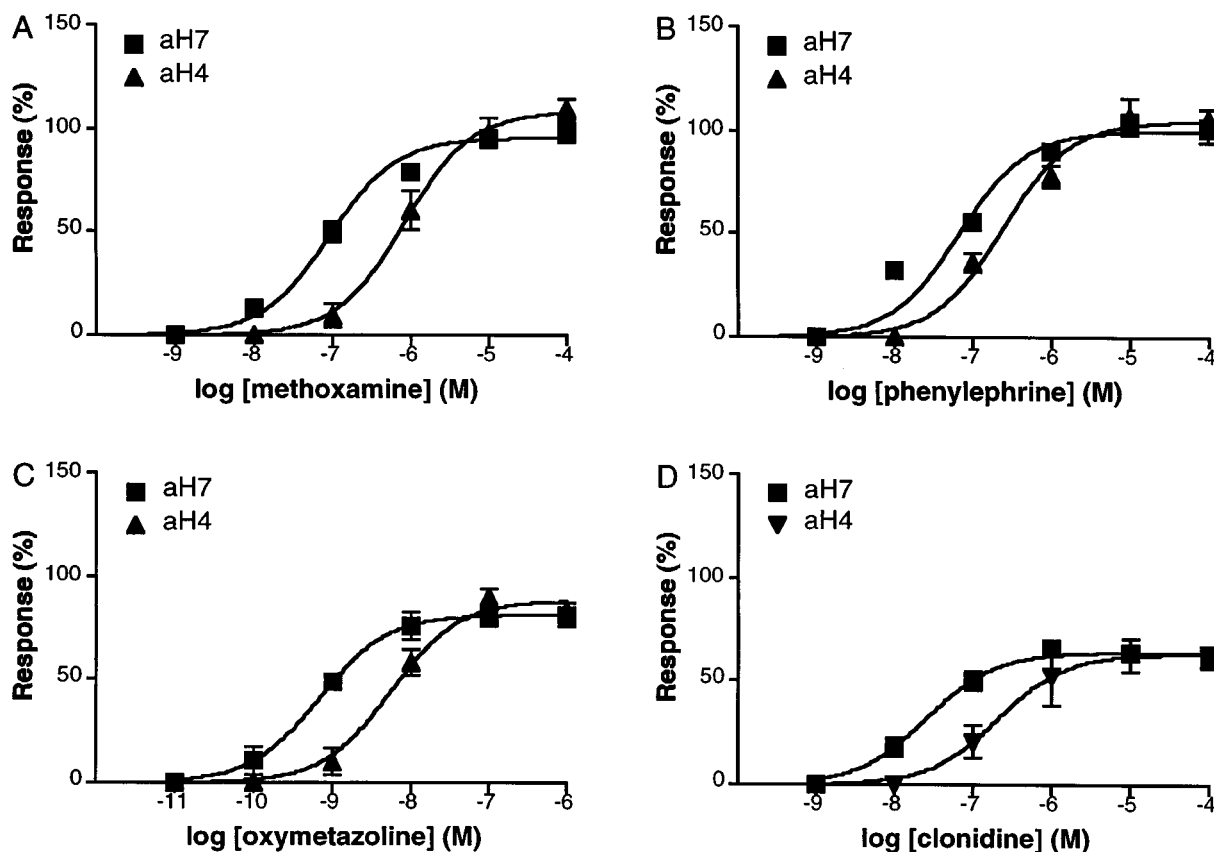 A
150
aH7
aH4
100
50
0
Response (%)
-9 -8 -7 -6 -5 -4
log [methoxamine] (M)
B
150
aH7
aH4
100
50
0
Response (%)
-9 -8 -7 -6 -5 -4
log [phenylephrine] (M)
C
150
aH7
aH4
100
50
0
Response (%)
-11 -10 -9 -8 -7 -6
log [oxymetazoline] (M)
D
150
aH7
aH4
100
50
0
Response (%)
-9 -8 -7 -6 -5 -4
log [clonidine] (M)